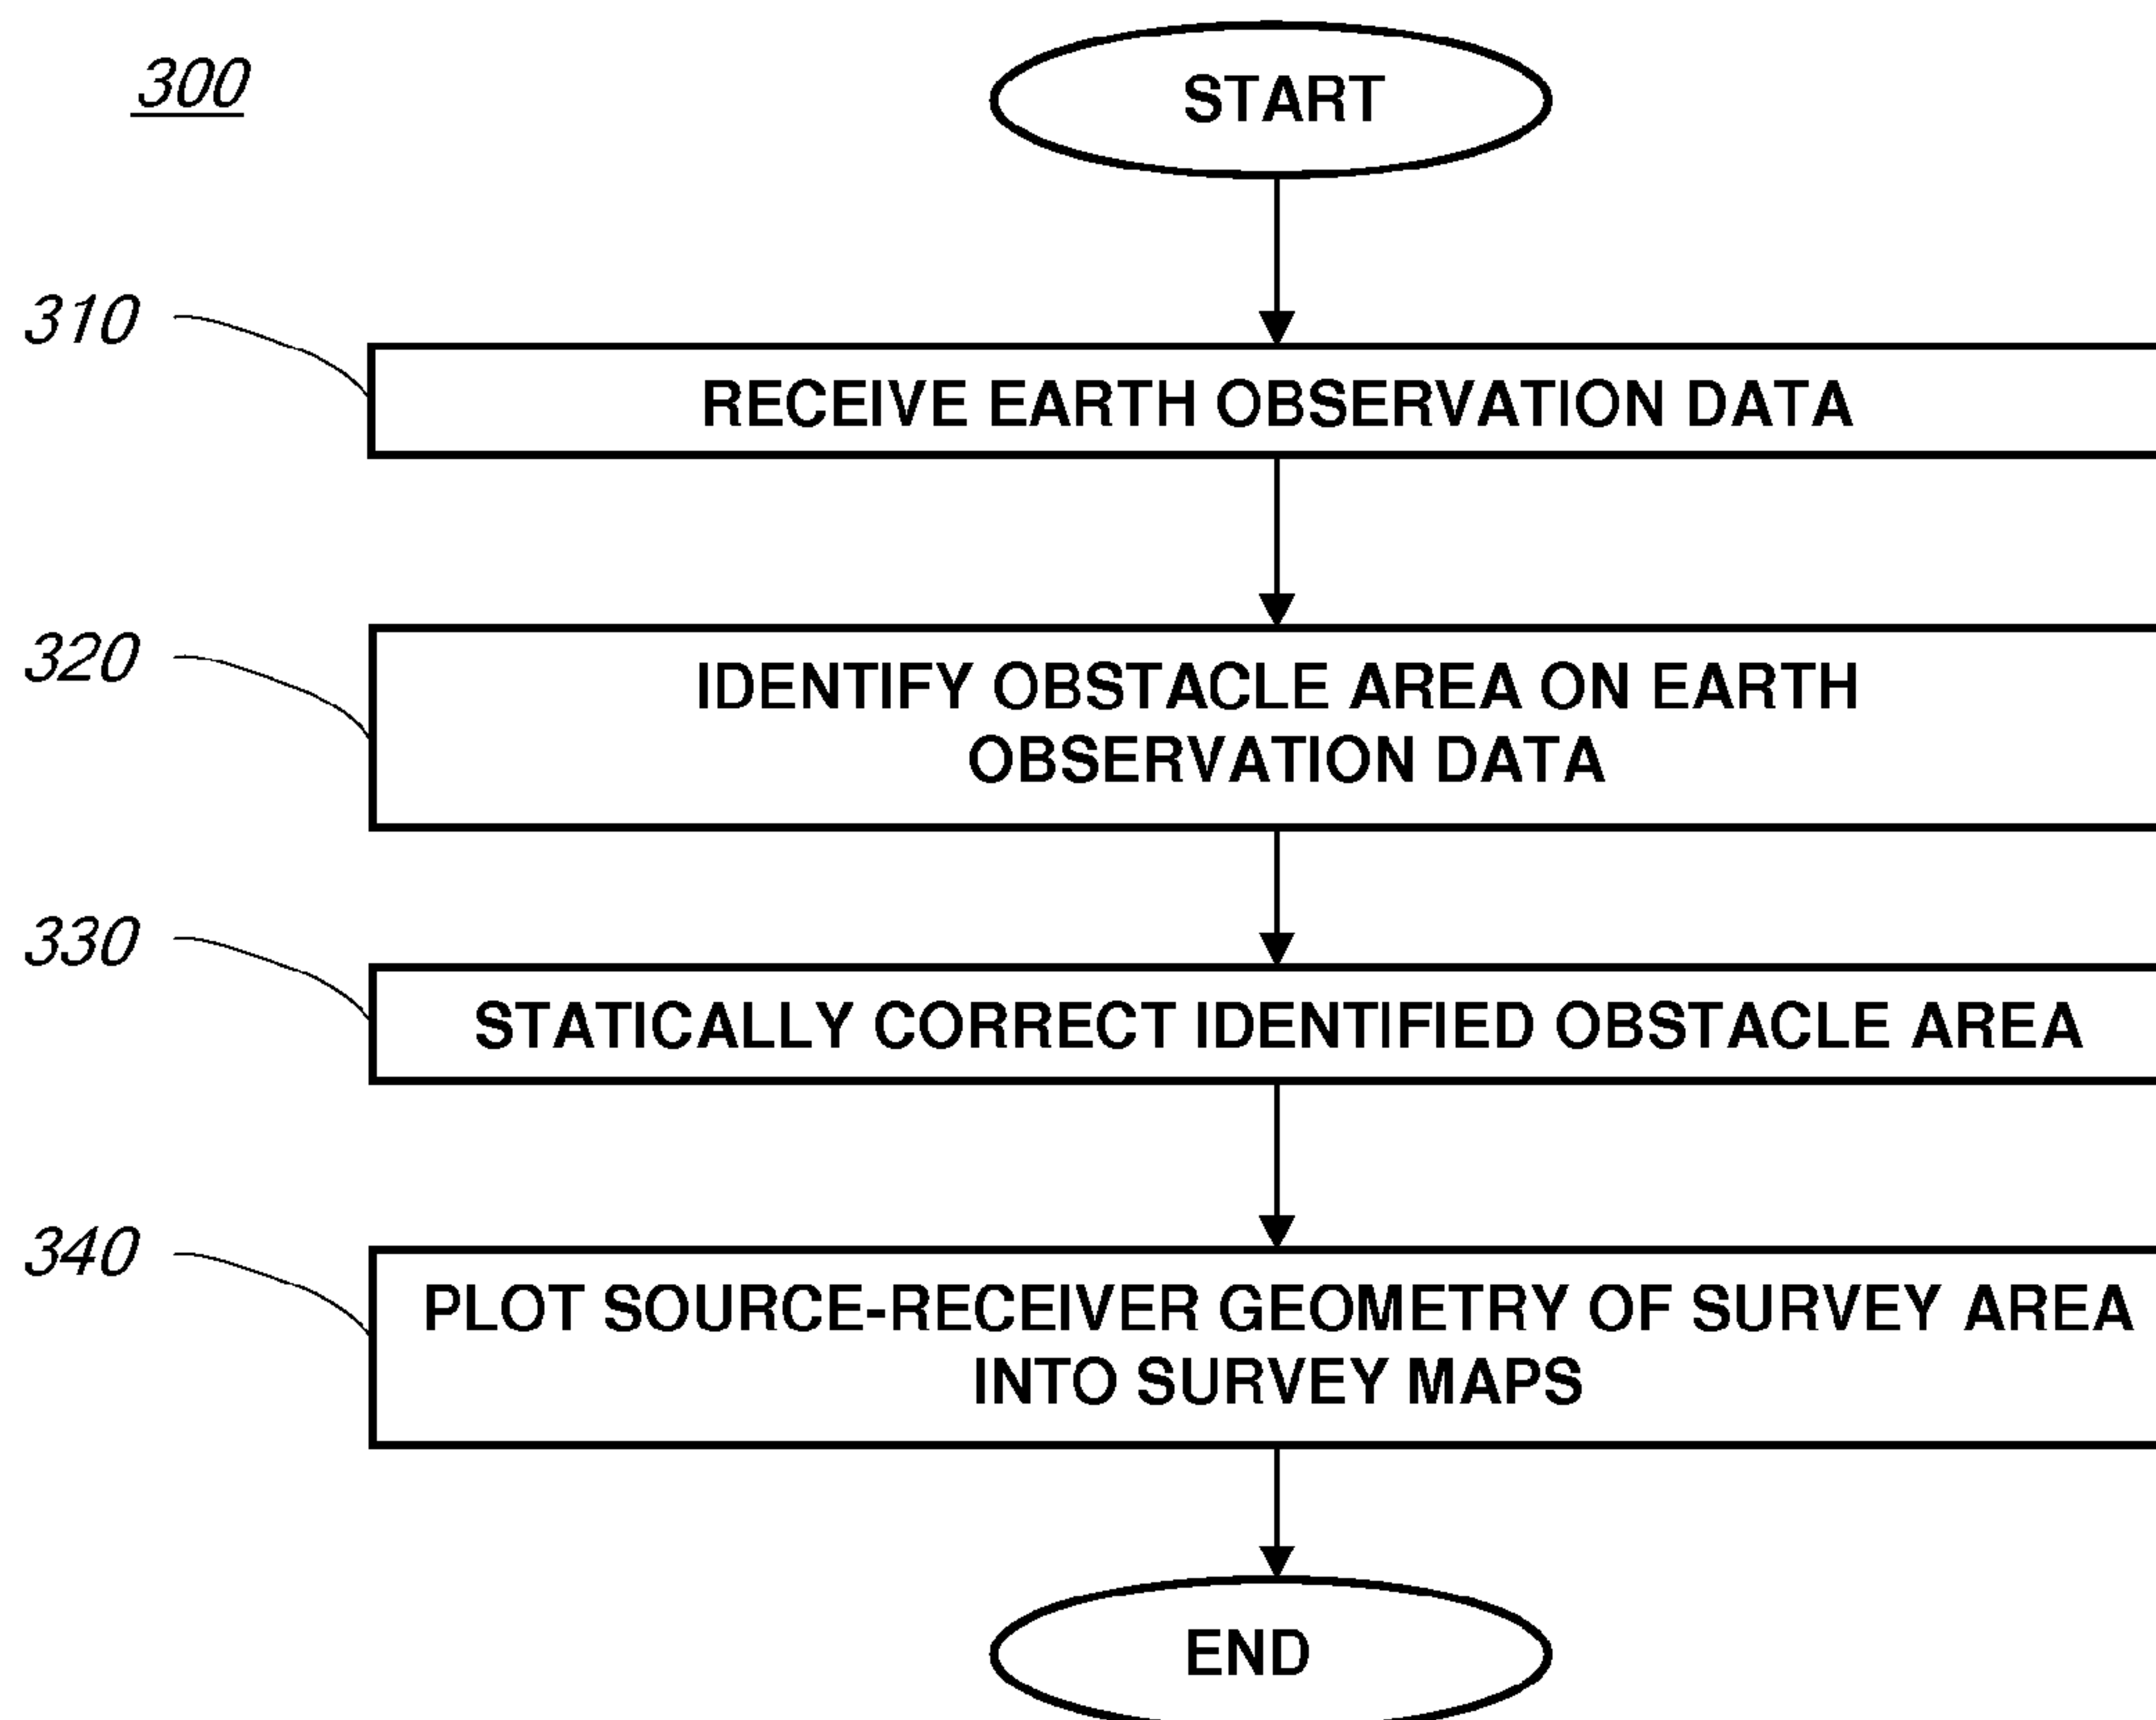 300
START
310
RECEIVE EARTH OBSERVATION DATA
320
IDENTIFY OBSTACLE AREA ON EARTH
OBSERVATION DATA
330
STATICALLY CORRECT IDENTIFIED OBSTACLE AREA
340
PLOT SOURCE-RECEIVER GEOMETRY OF SURVEY AREA
INTO SURVEY MAPS
END